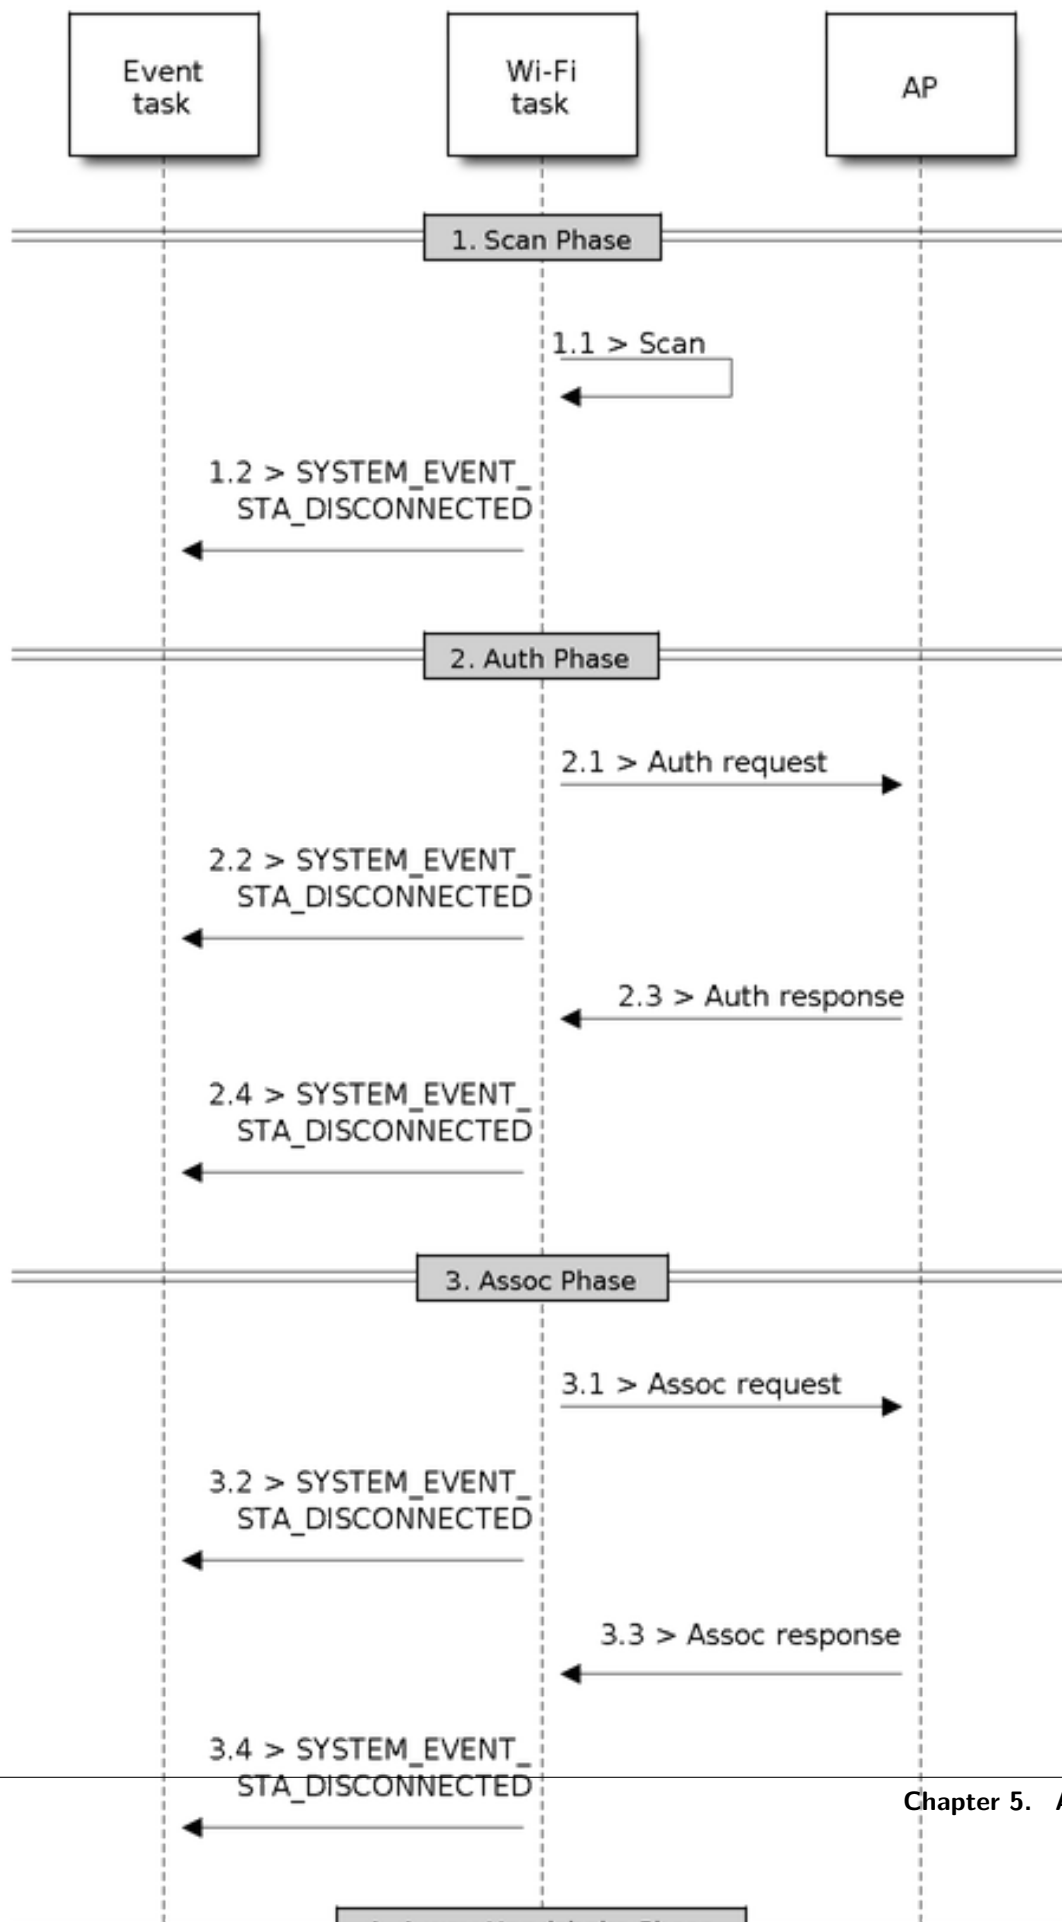 Event
task
Wi-Fi
task
AP
1. Scan Phase
1.1 > Scan
1.2 > SYSTEM_EVENT_
STA_DISCONNECTED
2. Auth Phase
2.1 > Auth request
2.2 > SYSTEM_EVENT_
STA_DISCONNECTED
2.3 > Auth response
2.4 > SYSTEM_EVENT_
STA_DISCONNECTED
3. Assoc Phase
3.1 > Assoc request
3.2 > SYSTEM_EVENT_
STA_DISCONNECTED
3.3 > Assoc response
3.4 > SYSTEM_EVENT_
STA_DISCONNECTED
Chapter 5.